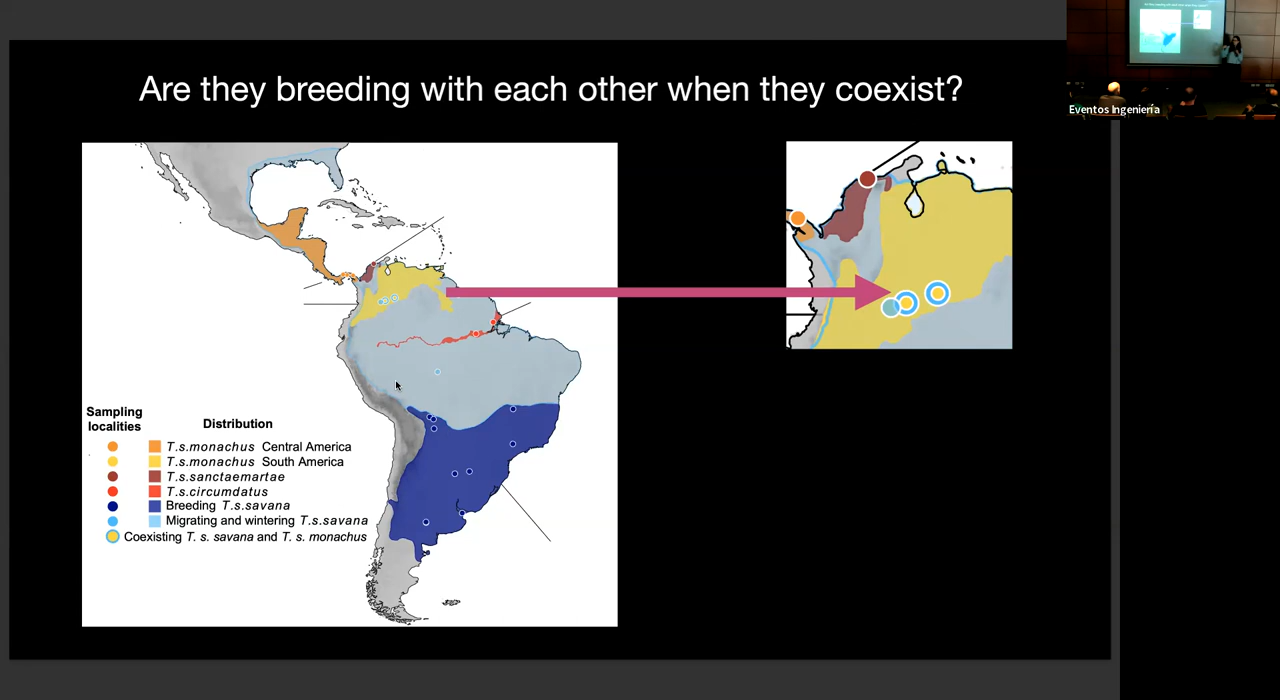 Are they breeding with each other when they coexist?
Eventos Ingeniería
Sampling localities
Distribution
T.s.monachus Central America
T.s.monachus South America
T.s.sanctaemartae
T.s.circumdatus
Breeding T.s.savana
Migrating and wintering T.s.savana
Coexisting T. s. savana and T. s. monachus